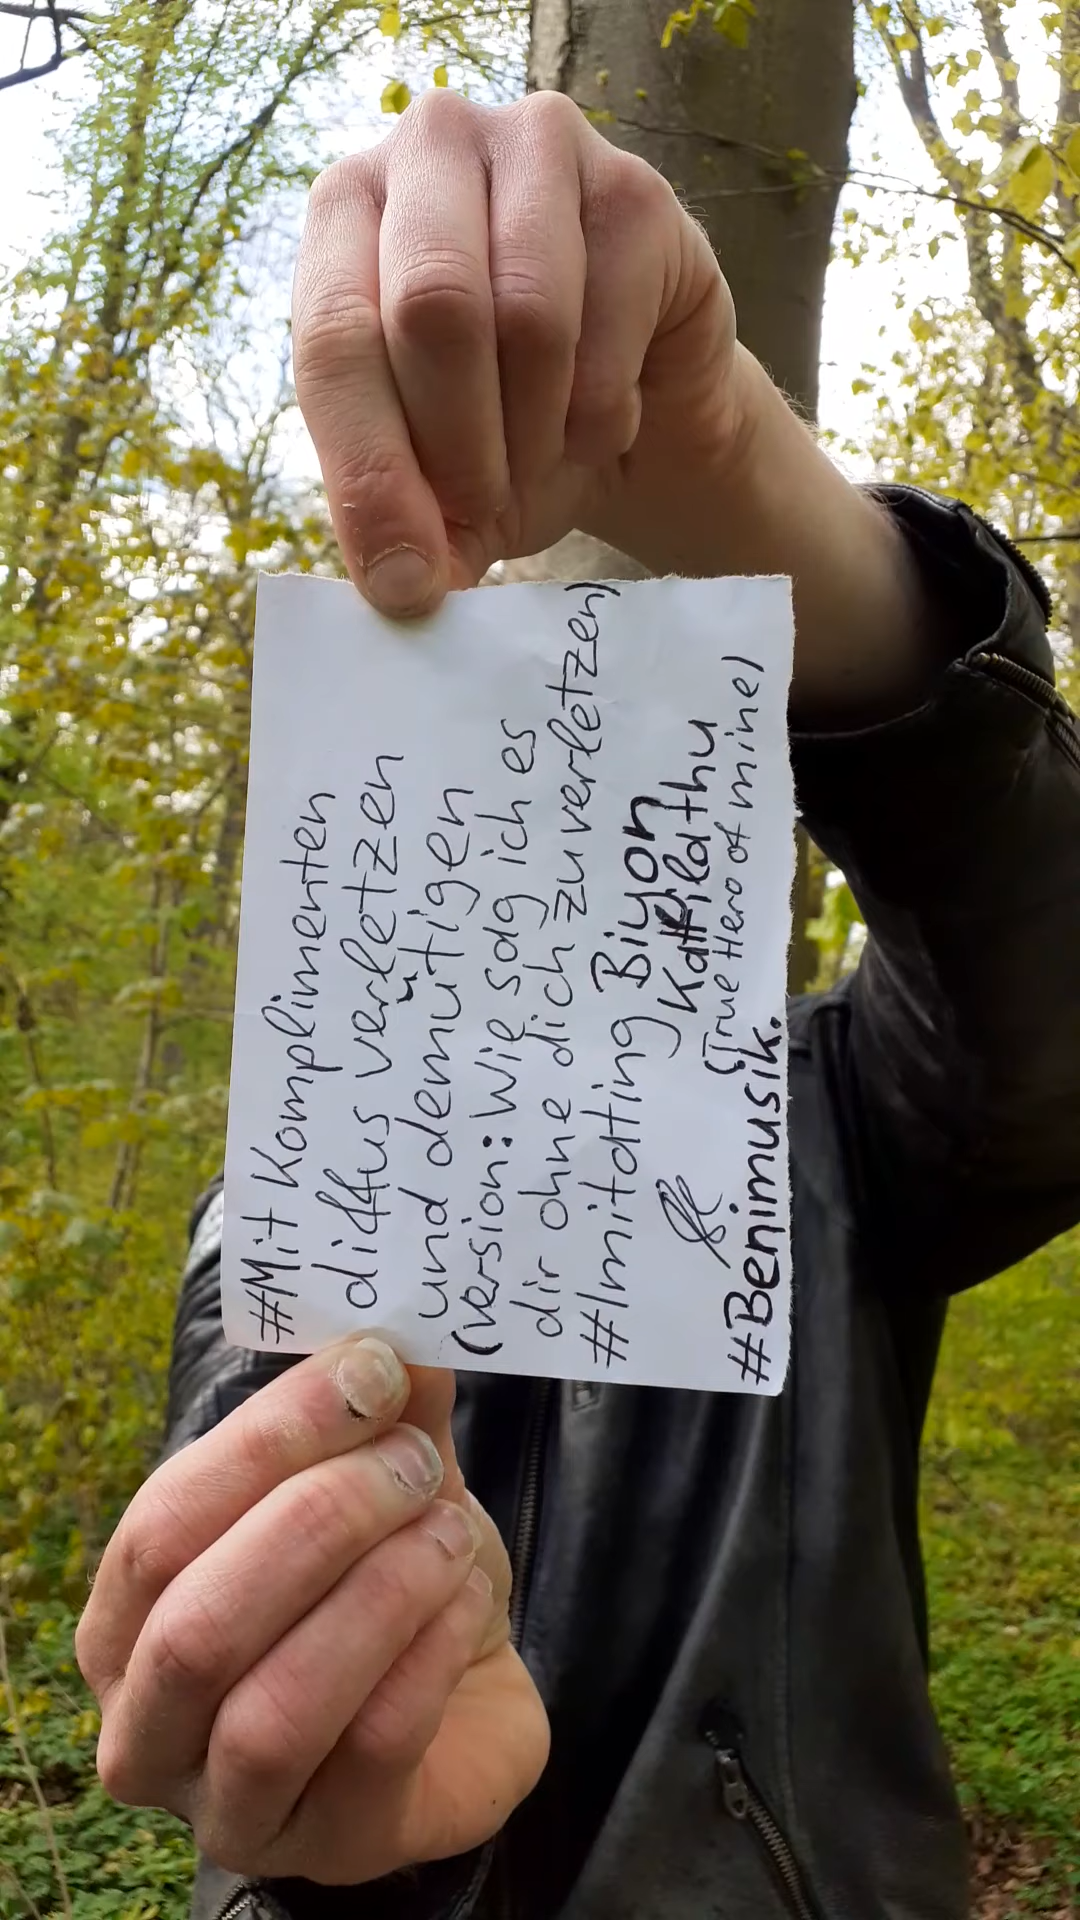 #Mit Komplimenten
diffus verletzen
und demütigen
(version: Wie sag ich es
dir ohne dich zu verletzen)
#Imitating Biyon
Kattilathu
(True Hero of mine)
#Benimusik.